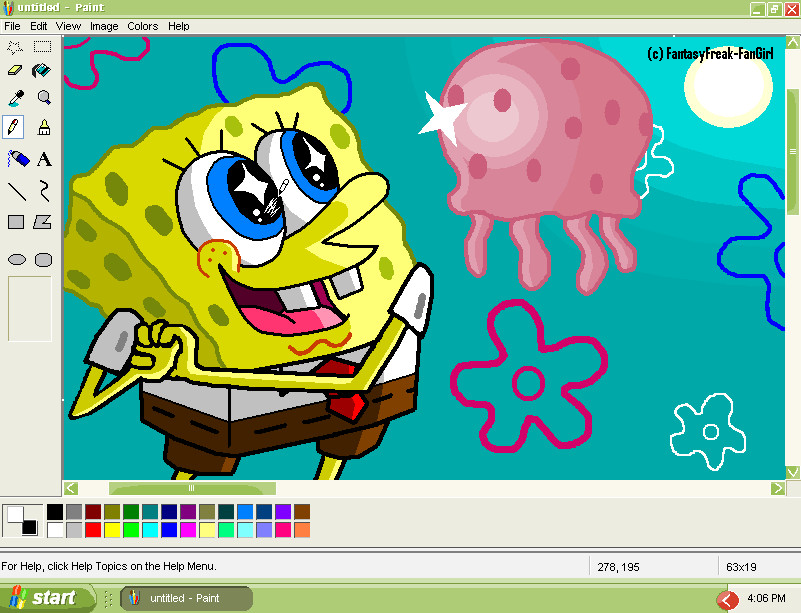 untitled - Paint
File Edit View Image Colors Help
(c) FantasyFreak-FanGirl
A
For Help, click Help Topics on the Help Menu.
278, 195
63x19
start
untitled - Paint
4:06 PM